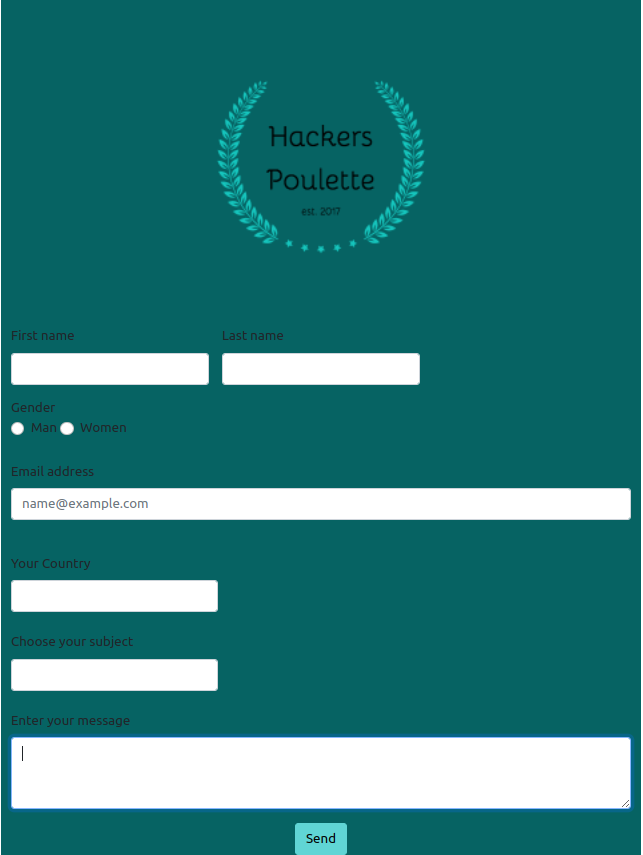 Hackers
Poulette
est. 2017
First name Last name
Gender
Man Women
Email address
name@example.com
Your Country
Choose your subject
Enter your message
Send